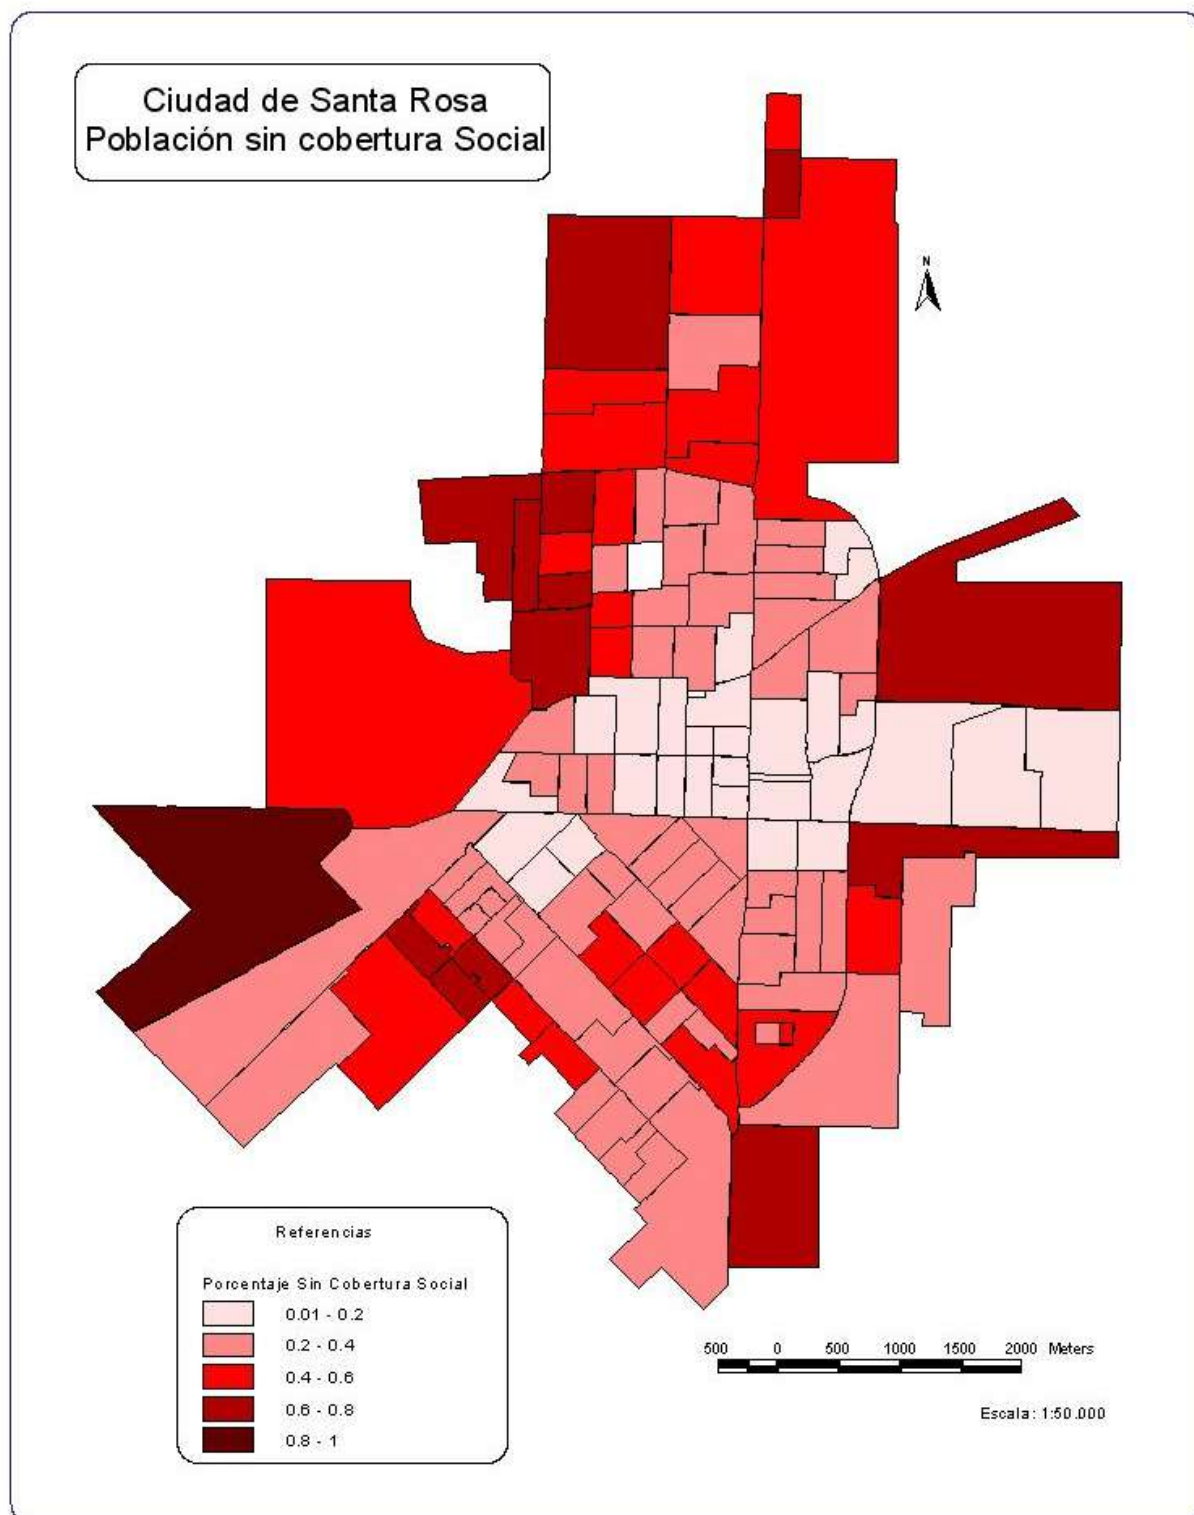 Ciudad de Santa Rosa
Población sin cobertura Social
N
Referencias
Porcentaje Sin Cobertura Social
0.01 - 0.2
0.2 - 0.4
0.4 - 0.6
0.6 - 0.8
0.8 - 1
500 0 500 1000 1500 2000 Meters
Escala: 1:50.000